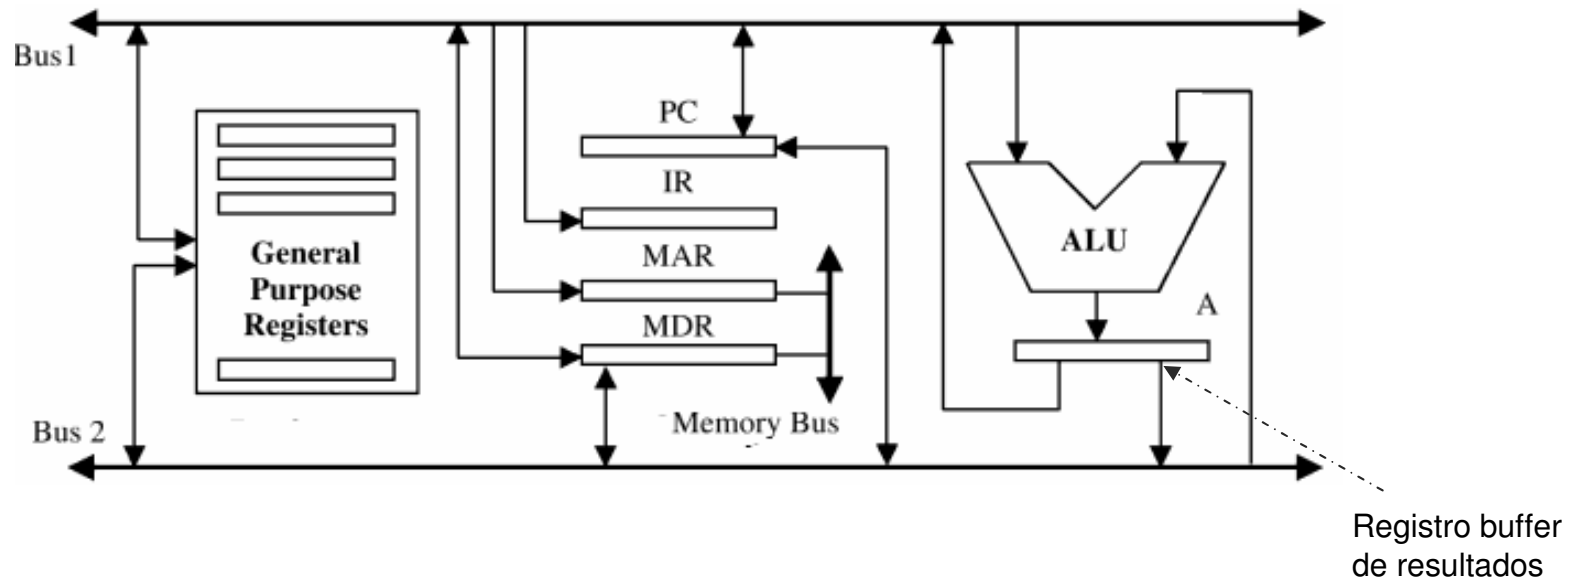 Bus1
PC
IR
General
Purpose
Registers
MAR
MDR
ALU
A
Memory Bus
Bus 2
Registro buffer
de resultados